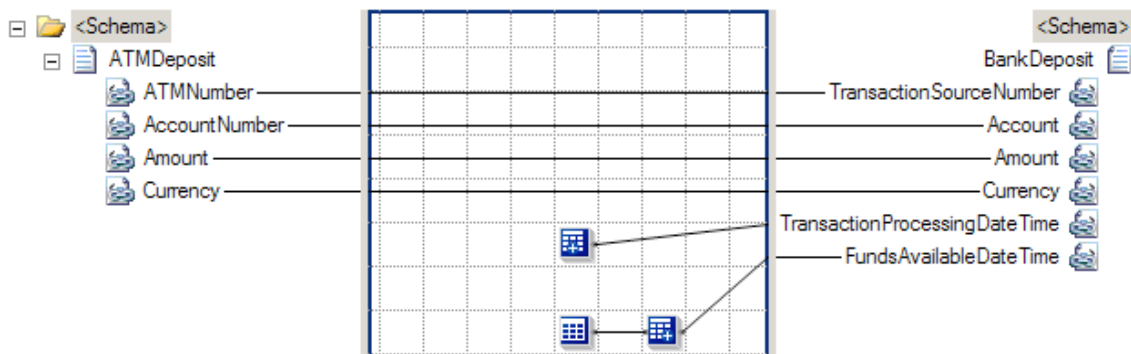 <Schema>
<Schema>
ATMDeposit
BankDeposit
ATMNumber
TransactionSourceNumber
AccountNumber
Account
Amount
Amount
Currency
Currency
TransactionProcessingDateTime
FundsAvailableDateTime